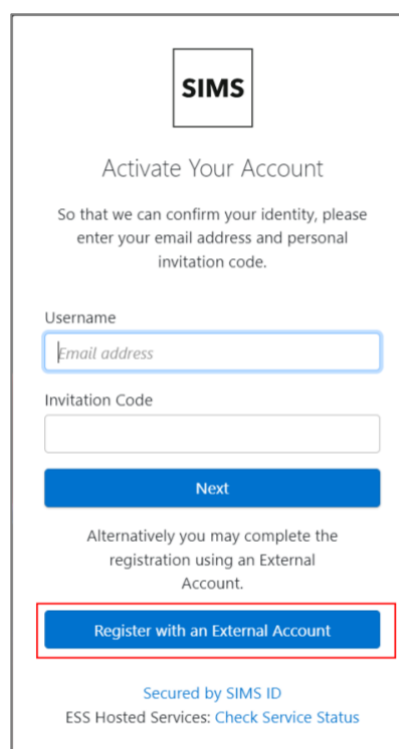 SIMS
Activate Your Account
So that we can confirm your identity, please
enter your email address and personal
invitation code.
Username
Email address
Invitation Code
Next
Alternatively you may complete the
registration using an External
Account.
Register with an External Account
Secured by SIMS ID
ESS Hosted Services: Check Service Status